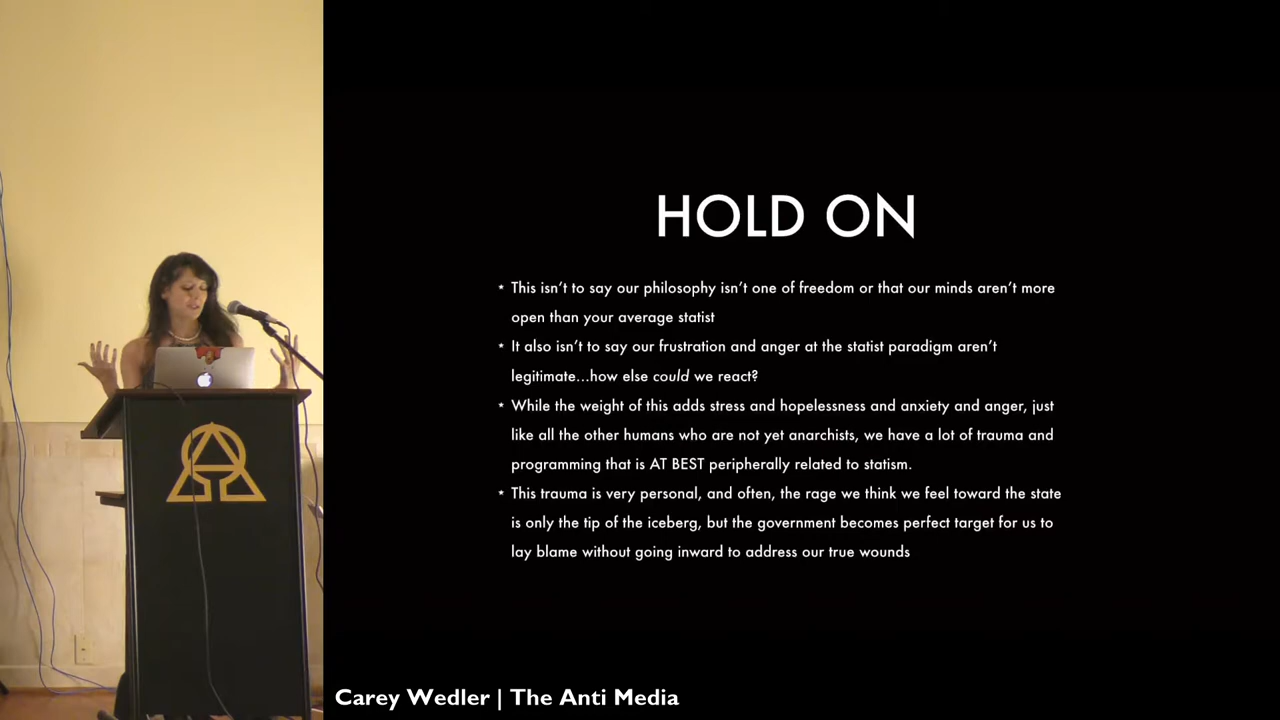 HOLD ON
* This isn't to say our philosophy isn't one of freedom or that our minds aren't more
open than your average statist
* It also isn't to say our frustration and anger at the statist paradigm aren't
legitimate...how else could we react?
* While the weight of this adds stress and hopelessness and anxiety and anger, just
like all the other humans who are not yet anarchists, we have a lot of trauma and
programming that is AT BEST peripherally related to statism.
* This trauma is very personal, and often, the rage we think we feel toward the state
is only the tip of the iceberg, but the government becomes perfect target for us to
lay blame without going inward to address our true wounds
Carey Wedler | The Anti Media